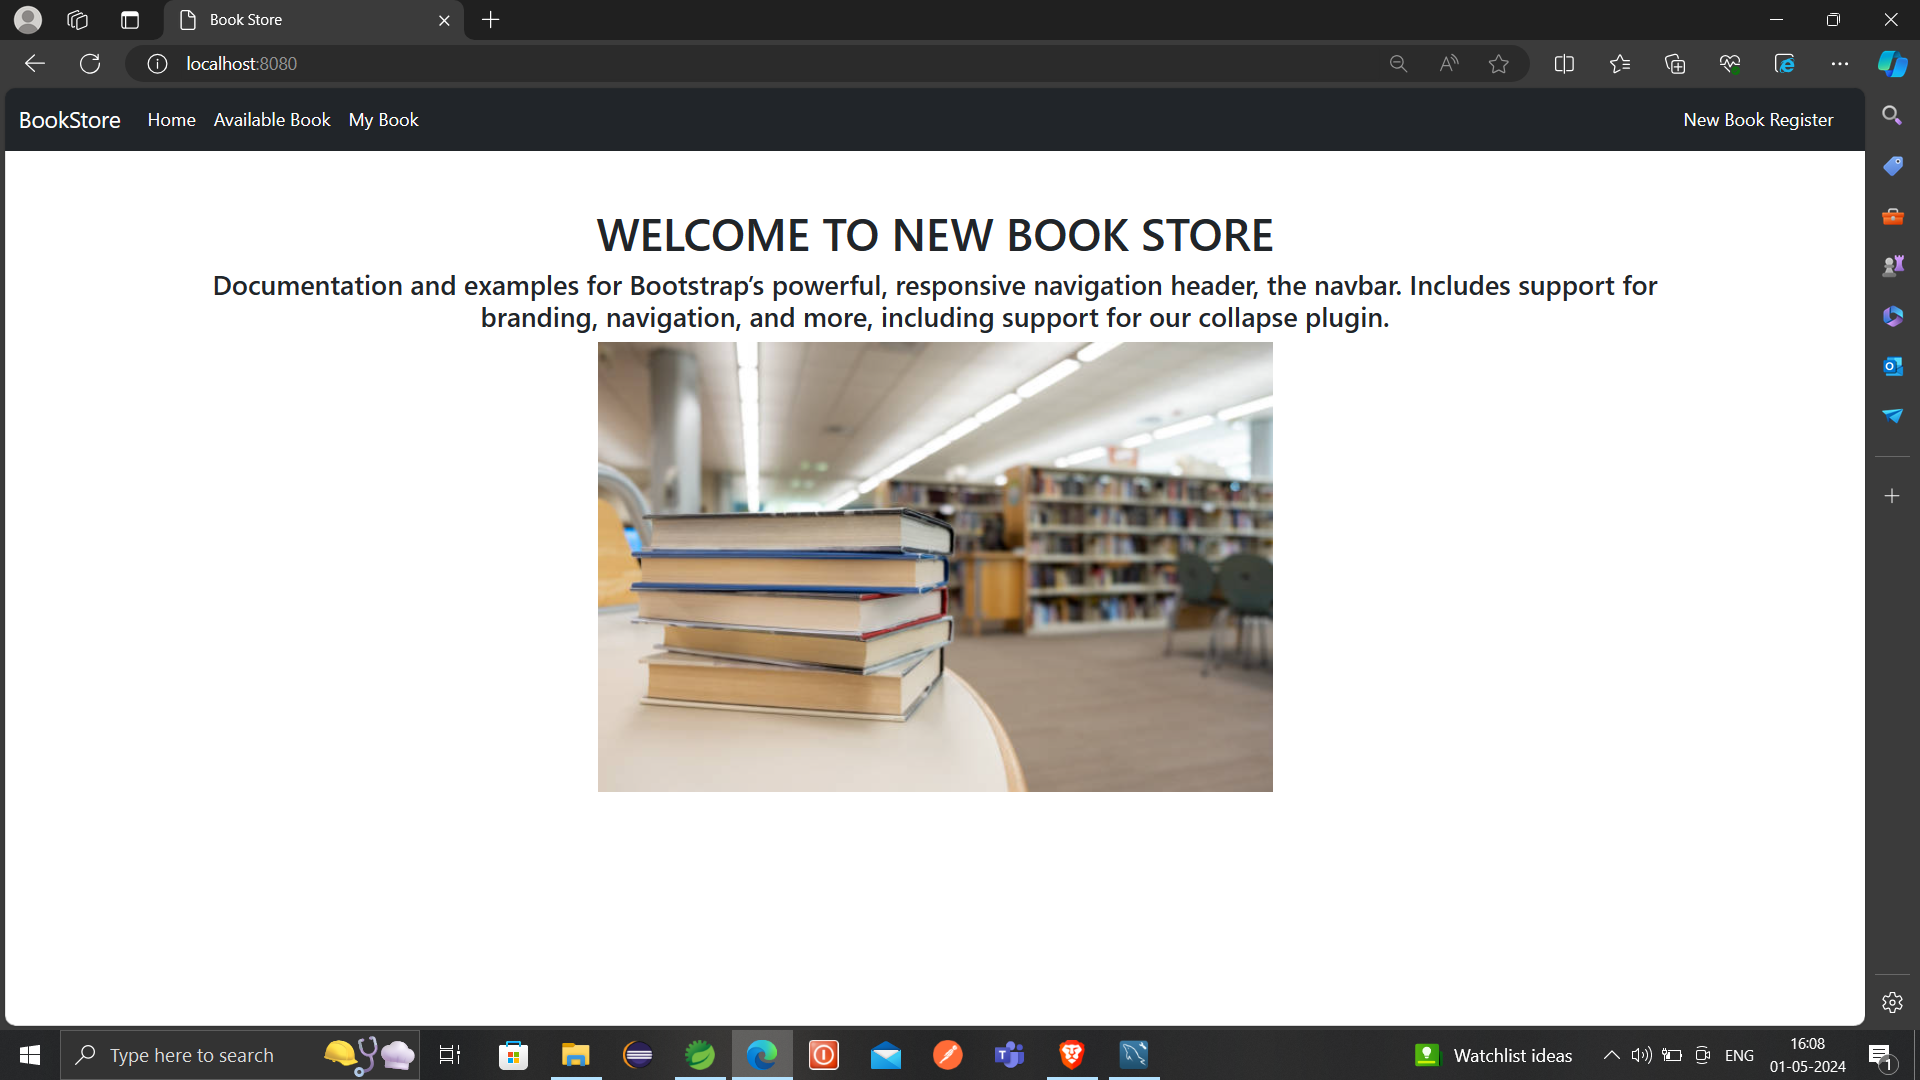 Book Store
localhost:8080
BookStore Home Available Book My Book New Book Register
WELCOME TO NEW BOOK STORE
Documentation and examples for Bootstrap’s powerful, responsive navigation header, the navbar. Includes support for
branding, navigation, and more, including support for our collapse plugin.
Type here to search
Watchlist ideas
ENG
16:08
01-05-2024
1